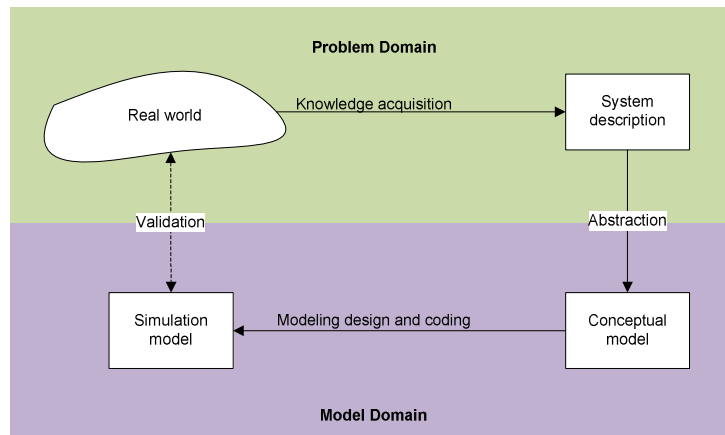 Problem Domain
Real world
Knowledge acquisition
System
description
Validation
Abstraction
Simulation
model
Modeling design and coding
Conceptual
model
Model Domain